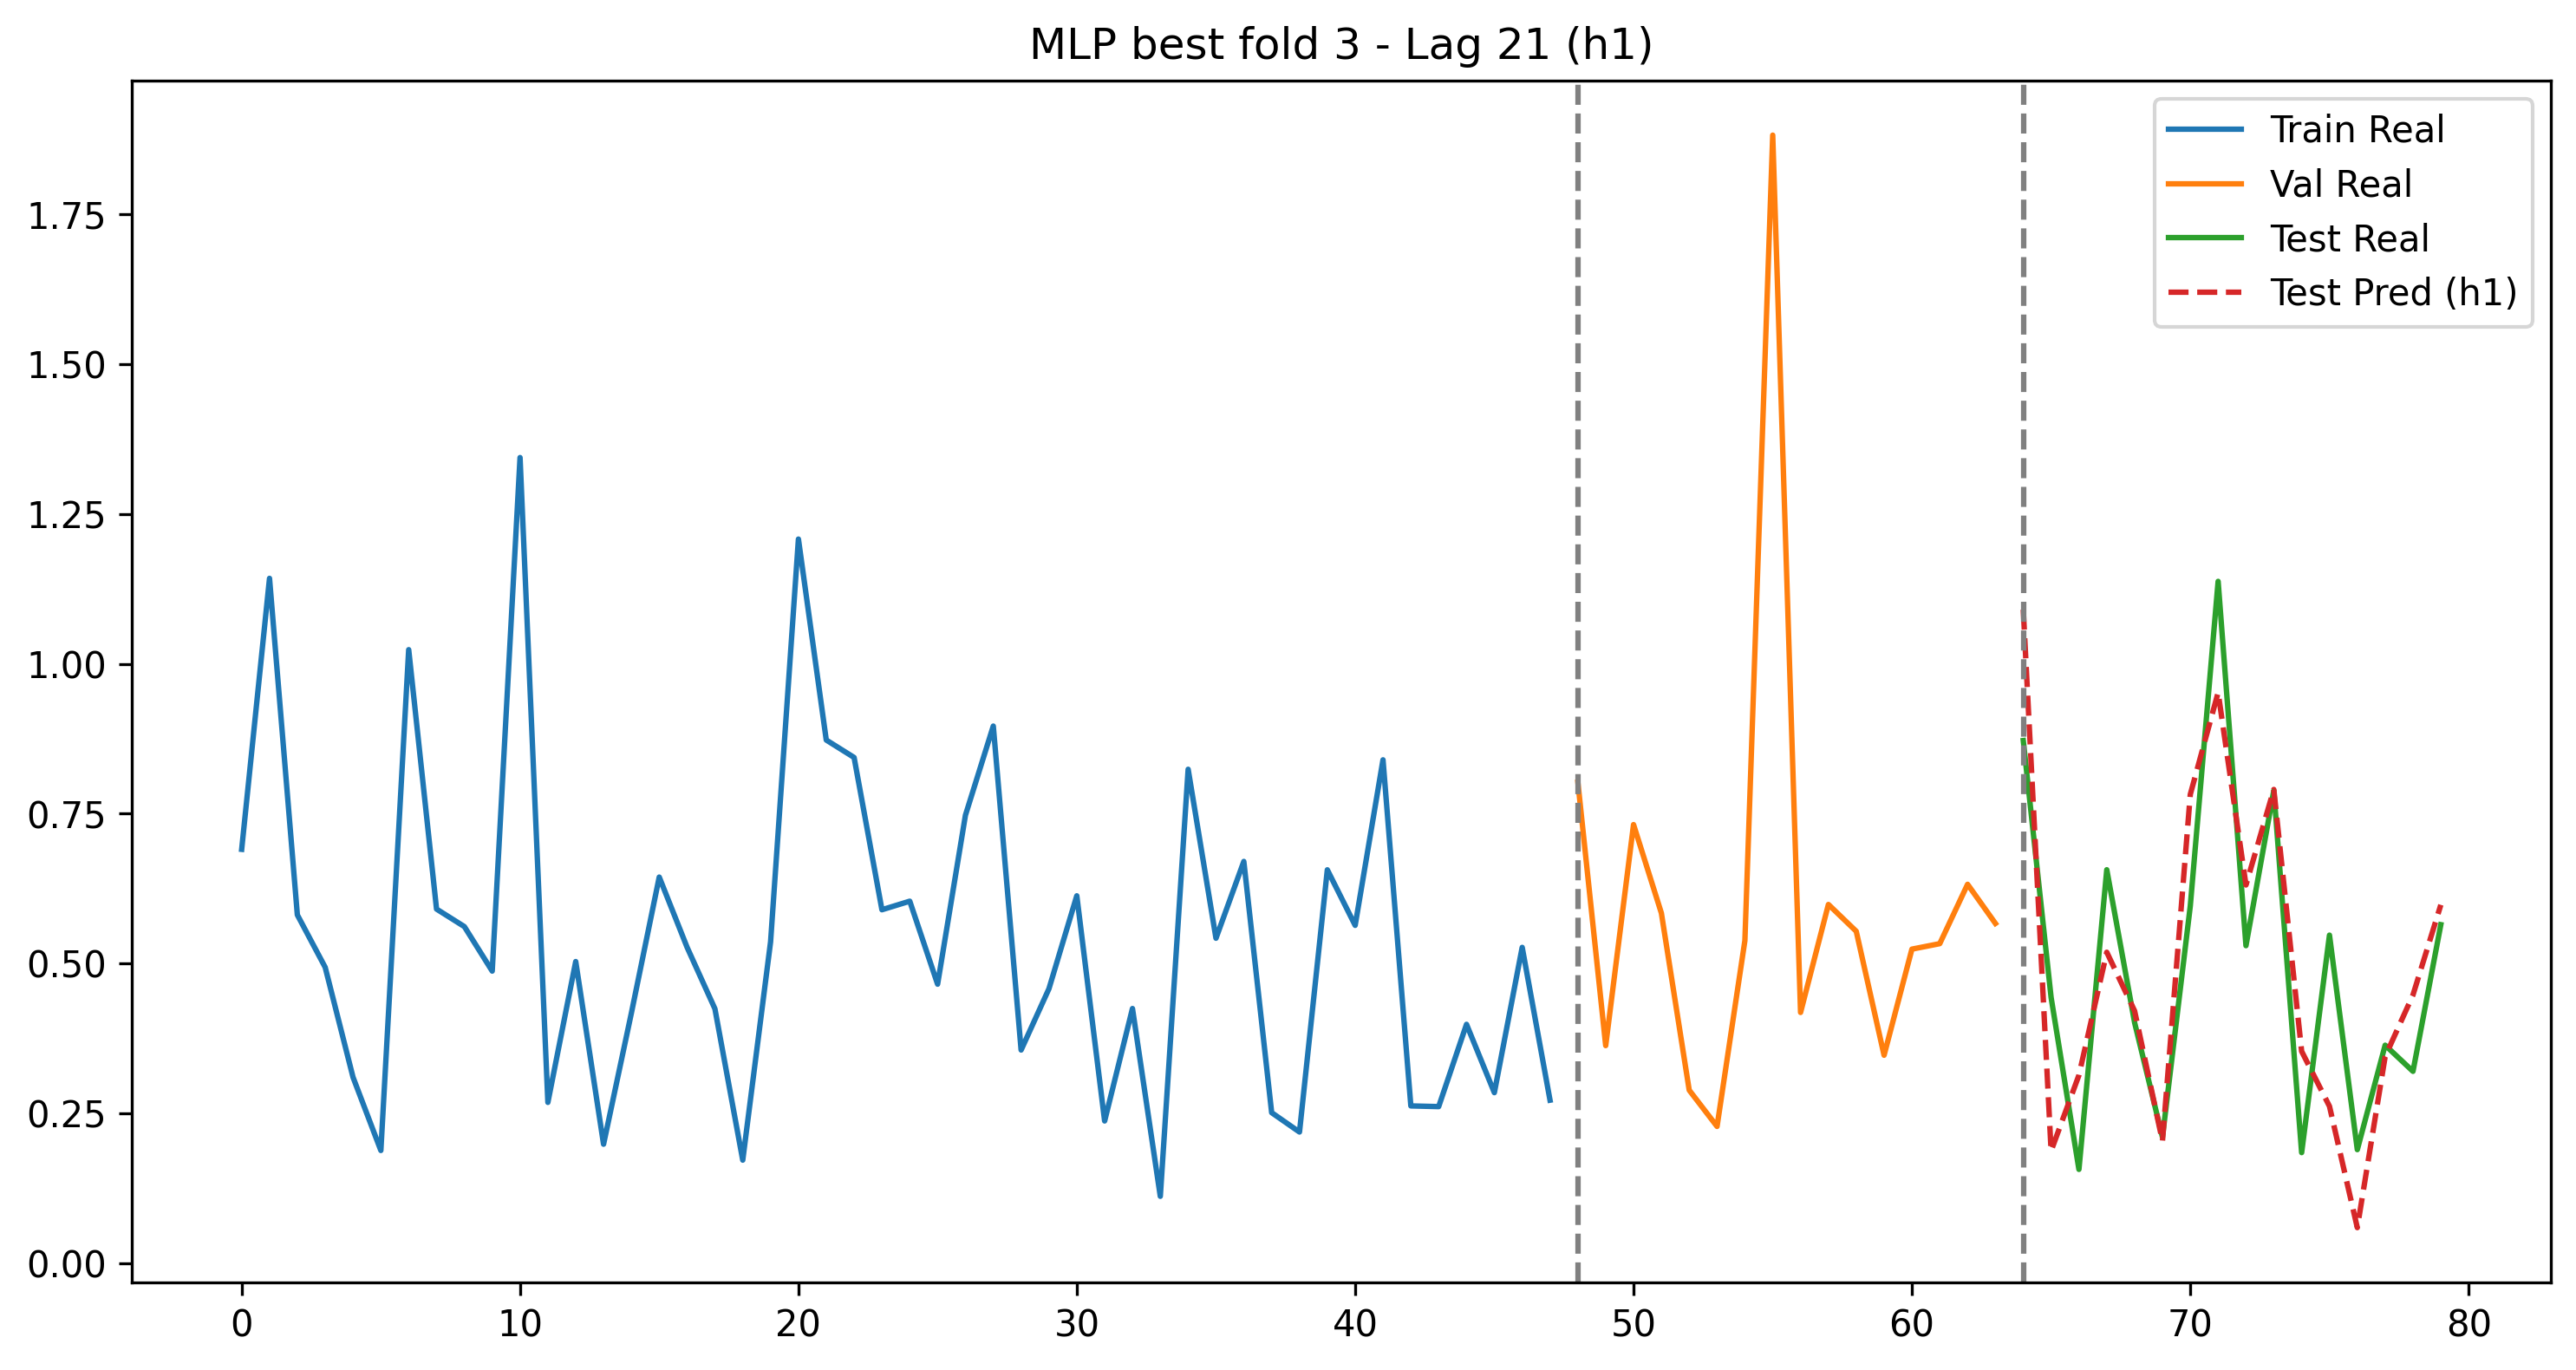 MLP best fold 3 - Lag 21 (h1)
Train Real
Val Real
Test Real
Test Pred (h1)
1.75
1.50
1.25
1.00
0.75
0.50
0.25
0.00
0 10 20 30 40 50 60 70 80